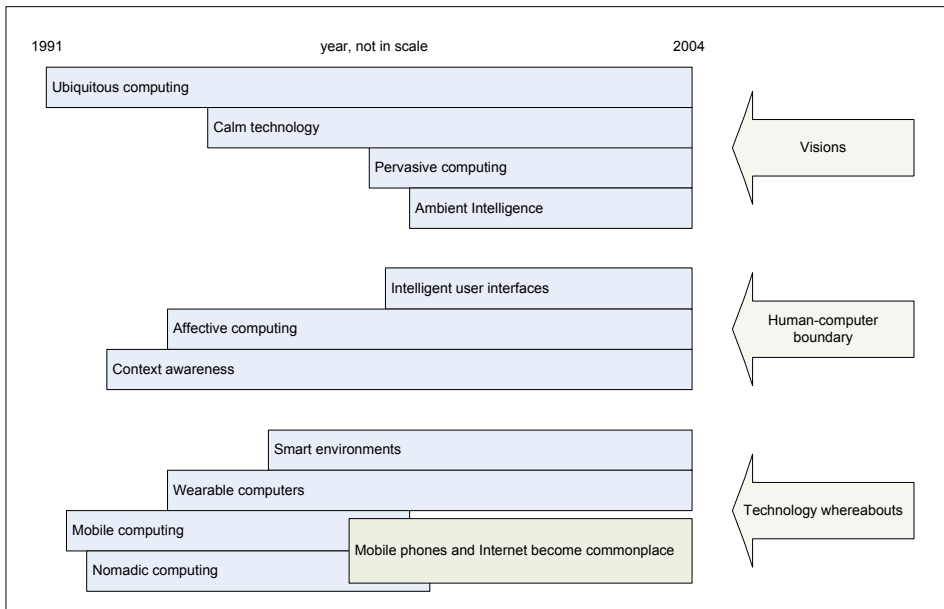 1991 year, not in scale 2004
Ubiquitous computing
Calm technology
Visions
Pervasive computing
Ambient Intelligence
Intelligent user interfaces
Affective computing
Human-computer
boundary
Context awareness
Smart environments
Wearable computers
Technology whereabouts
Mobile computing
Mobile phones and Internet become commonplace
Nomadic computing